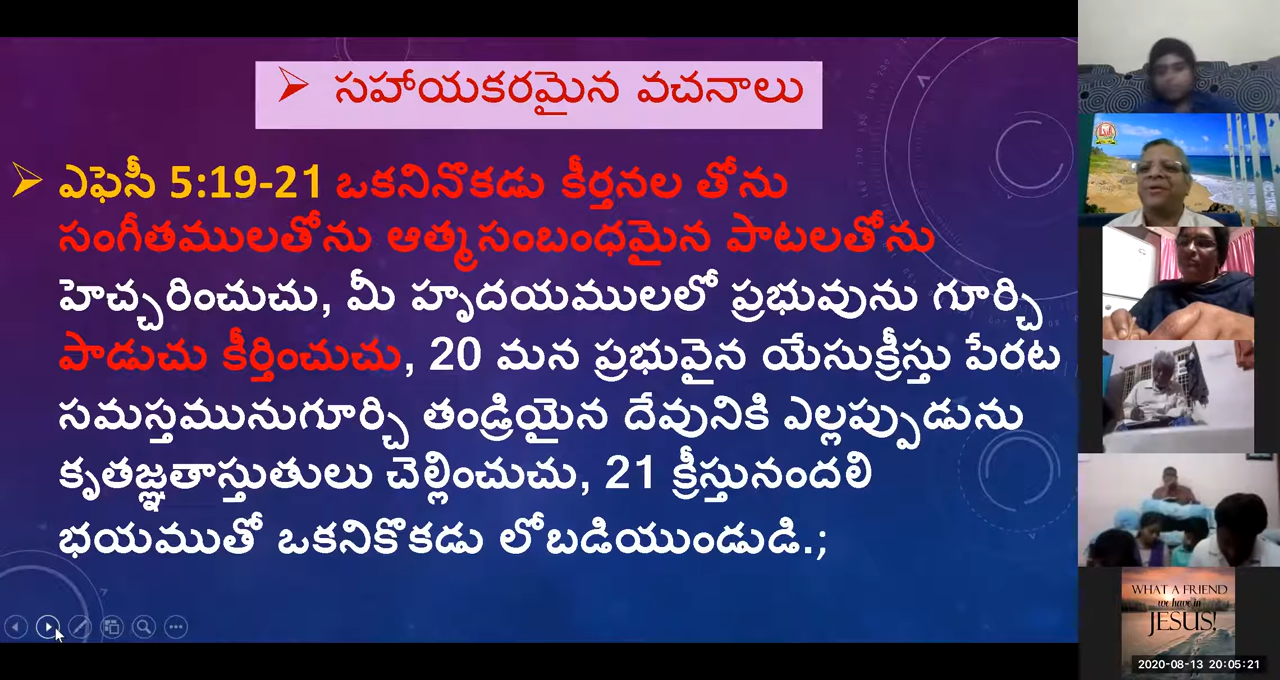 ➢ సహాయకరమైన వచనాలు
➢ ఎఫెసీ 5:19-21 ఒకనినొకడు కీర్తనల తోను
సంగీతములతోను ఆత్మసంబంధమైన పాటలతోను
హెచ్చరించుచు, మీ హృదయములలో ప్రభువును గూర్చి
పాడుచు కీర్తించుచు, 20 మన ప్రభువైన యేసుక్రీస్తు పేరట
సమస్తమునుగూర్చి తండ్రియైన దేవునికి ఎల్లప్పుడును
కృతజ్ఞతాస్తుతులు చెల్లించుచు, 21 క్రీస్తునందలి
భయముతో ఒకనికొకడు లోబడియుండుడి.;
WHAT A FRIEND
we have in
JESUS!
2020-08-13 20:05:21